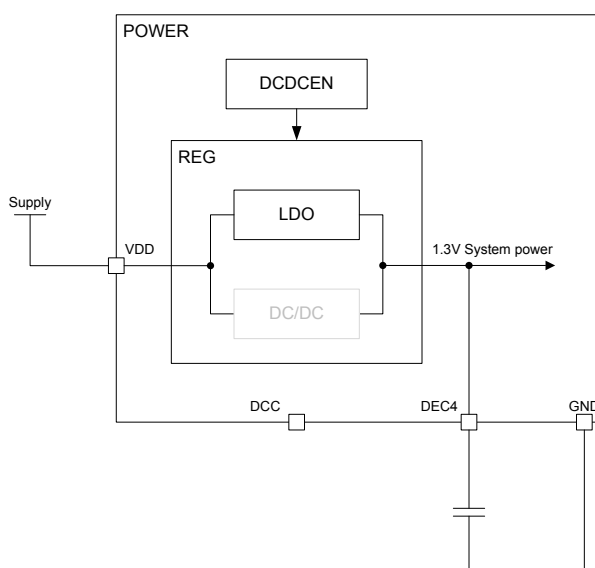 POWER
DCDCEN
REG
LDO
Supply
VDD
1.3V System power
DC/DC
DCC
DEC4
GND